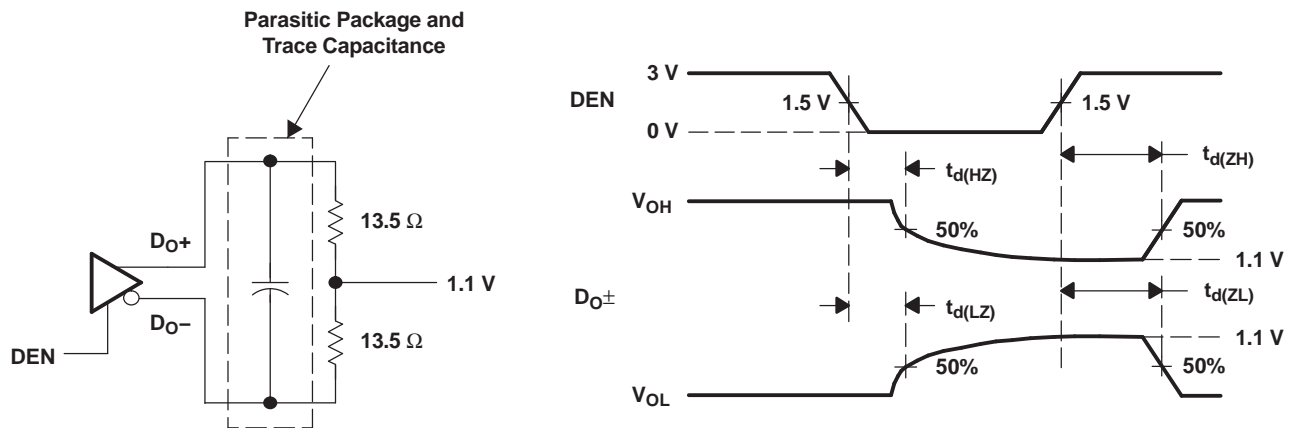 Parasitic Package and
Trace Capacitance
D_O+
D_O−
DEN
13.5 Ω
1.1 V
13.5 Ω
DEN
3 V
1.5 V
1.5 V
0 V
t_d(HZ)
t_d(ZH)
V_OH
50%
50%
1.1 V
D_O±
t_d(LZ)
t_d(ZL)
1.1 V
50%
50%
V_OL